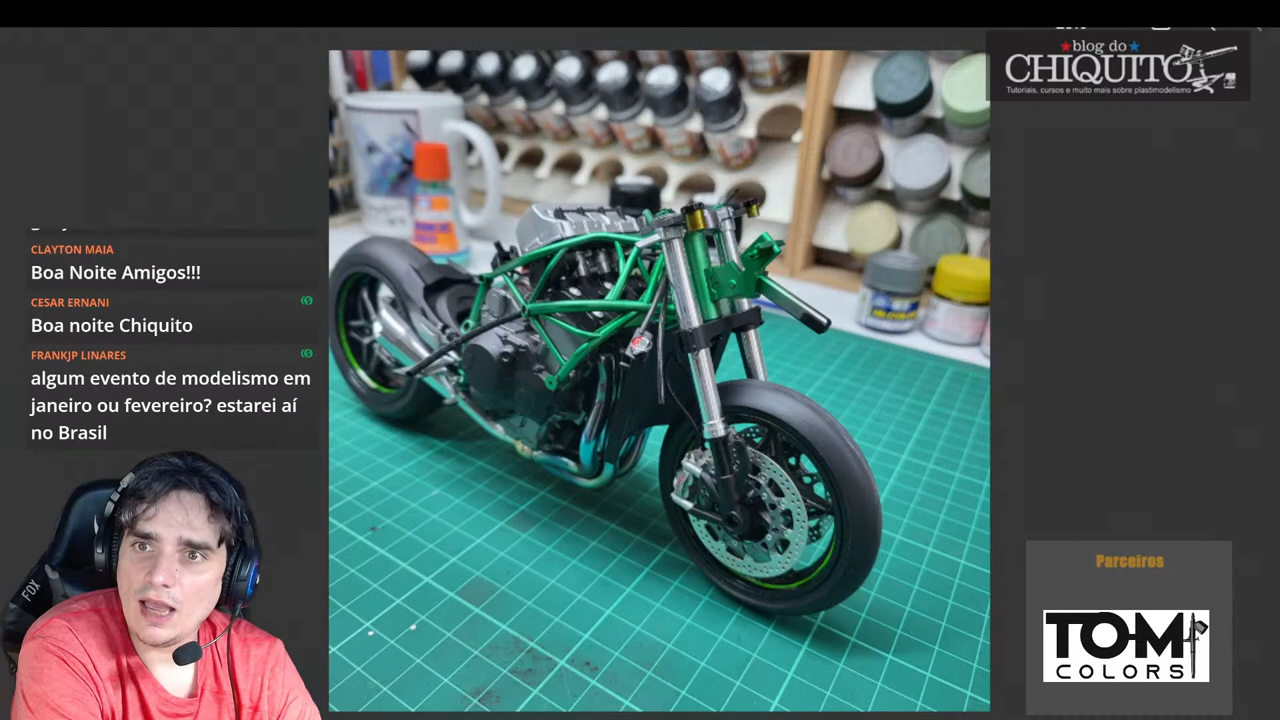 blog do
CHIQUITO
Tutoriais, cursos e muito mais sobre plastimodelismo
CLAYTON MAIA
Boa Noite Amigos!!!
CESAR ERNANI
Boa noite Chiquito
FRANKJP LINARES
algum evento de modelismo em
janeiro ou fevereiro? estarei aí
no Brasil
FOX
Parceiros
TOM
COLORS